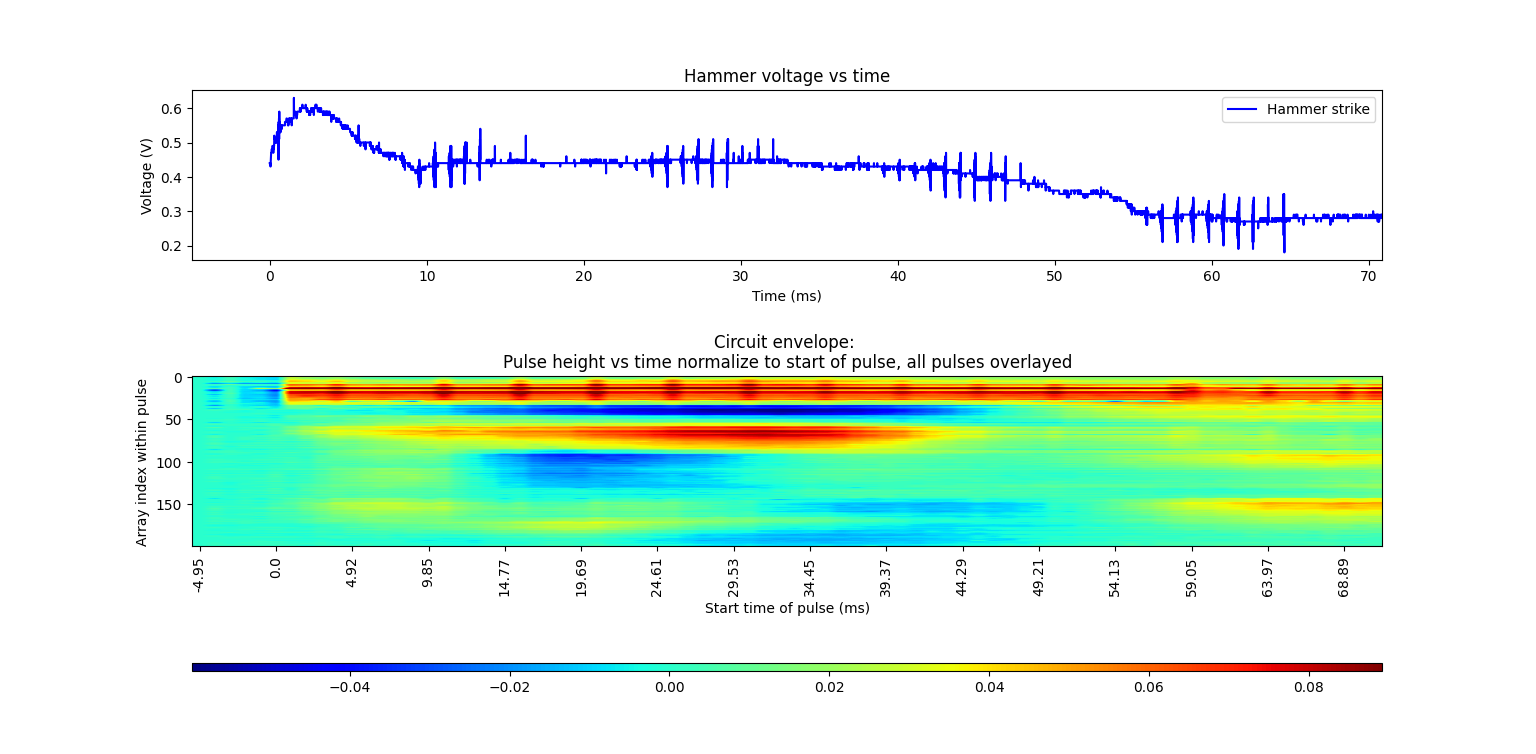 Hammer voltage vs time
Hammer strike
Voltage (V)
0.6
0.5
0.4
0.3
0.2
0 10 20 30 40 50 60 70
Time (ms)
Circuit envelope:
Pulse height vs time normalize to start of pulse, all pulses overlayed
Array index within pulse
0
50
100
150
-4.95 0.0 4.92 9.85 14.77 19.69 24.61 29.53 34.45 39.37 44.29 49.21 54.13 59.05 63.97 68.89
Start time of pulse (ms)
−0.04 −0.02 0.00 0.02 0.04 0.06 0.08